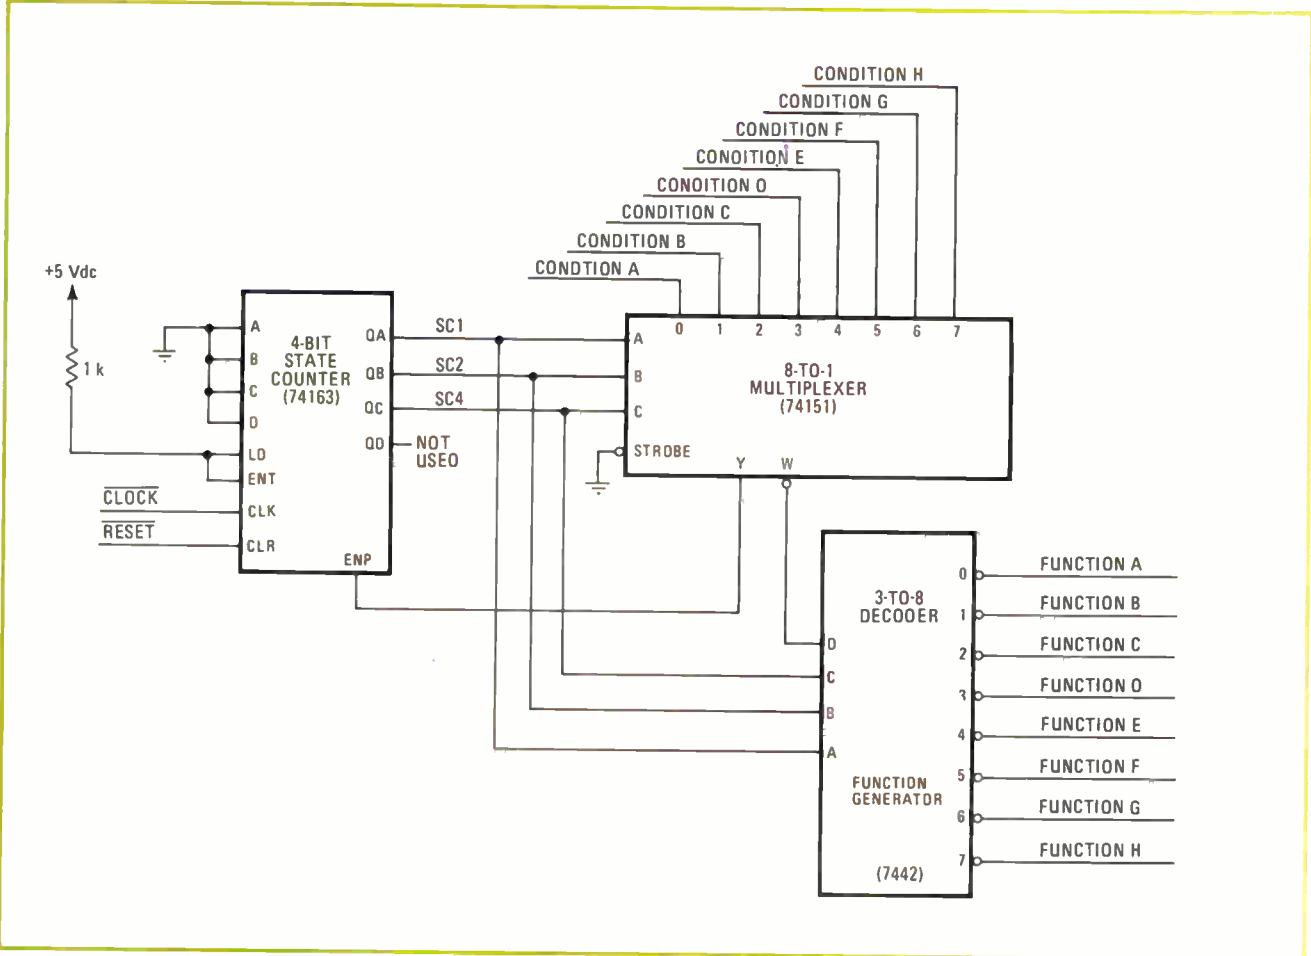 CONDITION H
CONDITION G
CONDITION F
CONOITION E
CONOITION O
CONDITION C
CONDITION B
CONDTION A
+5 Vdc
1 k
A
B
C
D
LD
ENT
CLK
CLR
4-BIT
STATE
COUNTER
(74163)
QA
QB
QC
QD
ENP
CLOCK
RESET
SC1
SC2
SC4
NOT
USEO
0 1 2 3 4 5 6 7
A
B
C
STROBE
8-TO-1
MULTIPLEXER
(74151)
Y W
3-TO-8
DECOOER
D
C
B
A
FUNCTION
GENERATOR
(7442)
0 FUNCTION A
1 FUNCTION B
2 FUNCTION C
3 FUNCTION O
4 FUNCTION E
5 FUNCTION F
6 FUNCTION G
7 FUNCTION H